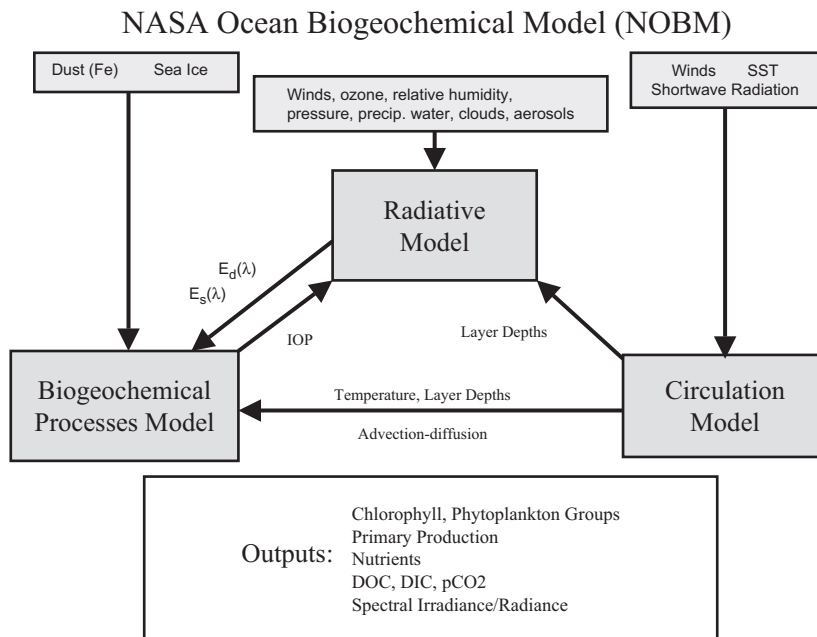 NASA Ocean Biogeochemical Model (NOBM)
Dust (Fe) Sea Ice
Winds, ozone, relative humidity,
pressure, precip. water, clouds, aerosols
Winds SST
Shortwave Radiation
Radiative
Model
E_d(λ)
E_s(λ)
IOP
Layer Depths
Biogeochemical
Processes Model
Temperature, Layer Depths
Advection-diffusion
Circulation
Model
Outputs:
Chlorophyll, Phytoplankton Groups
Primary Production
Nutrients
DOC, DIC, pCO2
Spectral Irradiance/Radiance